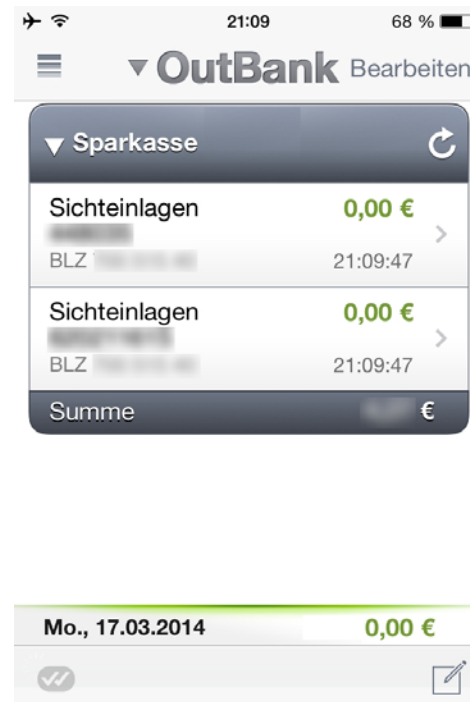 21:09 68 %
OutBank Bearbeiten
Sparkasse
Sichteinlagen 0,00 €
BLZ 21:09:47
Sichteinlagen 0,00 €
BLZ 21:09:47
Summe €
Mo., 17.03.2014 0,00 €